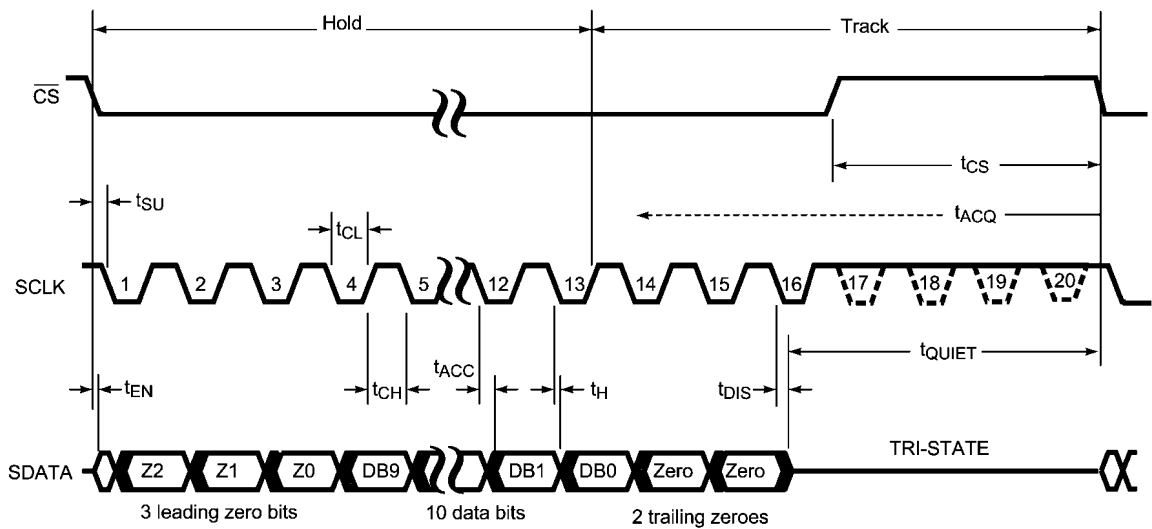 Hold
Track
CS
tCS
tSU
tACQ
tCL
SCLK
1 2 3 4 5 12 13 14 15 16 17 18 19 20
tQUIET
tEN
tCH
tACC
tH
tDIS
SDATA
Z2 Z1 Z0 DB9 DB1 DB0 Zero Zero
TRI-STATE
3 leading zero bits
10 data bits
2 trailing zeroes